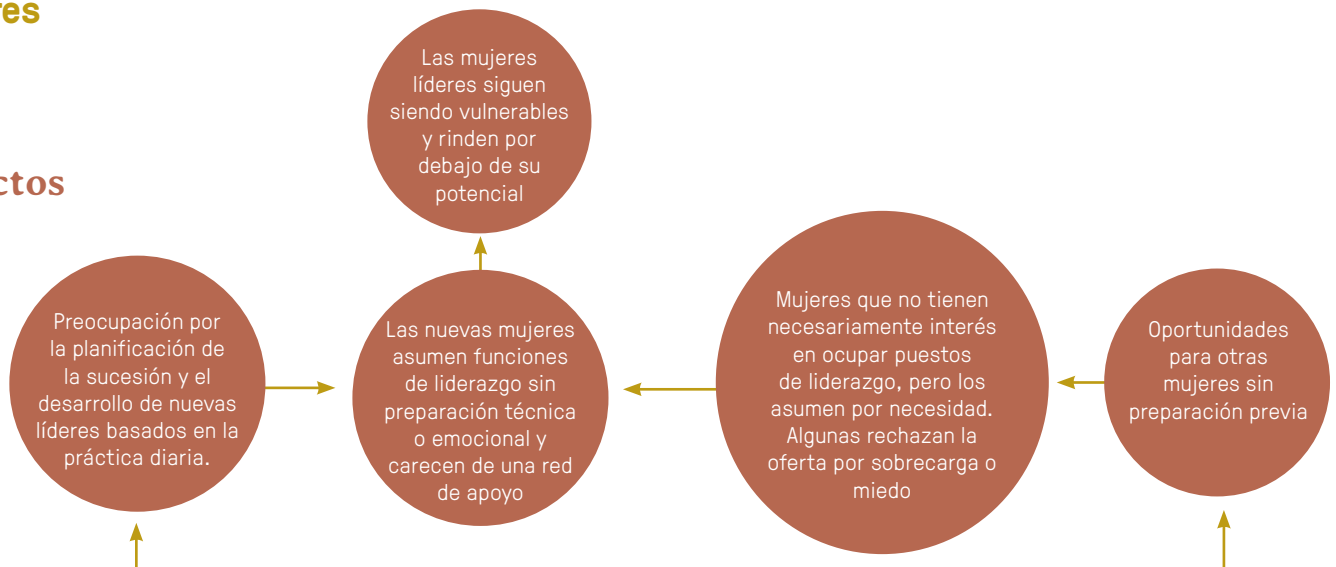 res
Las mujeres
líderes siguen
siendo vulnerables
y rinden por
debajo de su
potencial
ctos
Preocupación por
la planificación de
la sucesión y el
desarrollo de nuevas
líderes basados en la
práctica diaria.
Las nuevas mujeres
asumen funciones
de liderazgo sin
preparación técnica
o emocional y
carecen de una red
de apoyo
Mujeres que no tienen
necesariamente interés
en ocupar puestos
de liderazgo, pero los
asumen por necesidad.
Algunas rechazan la
oferta por sobrecarga o
miedo
Oportunidades
para otras
mujeres sin
preparación previa